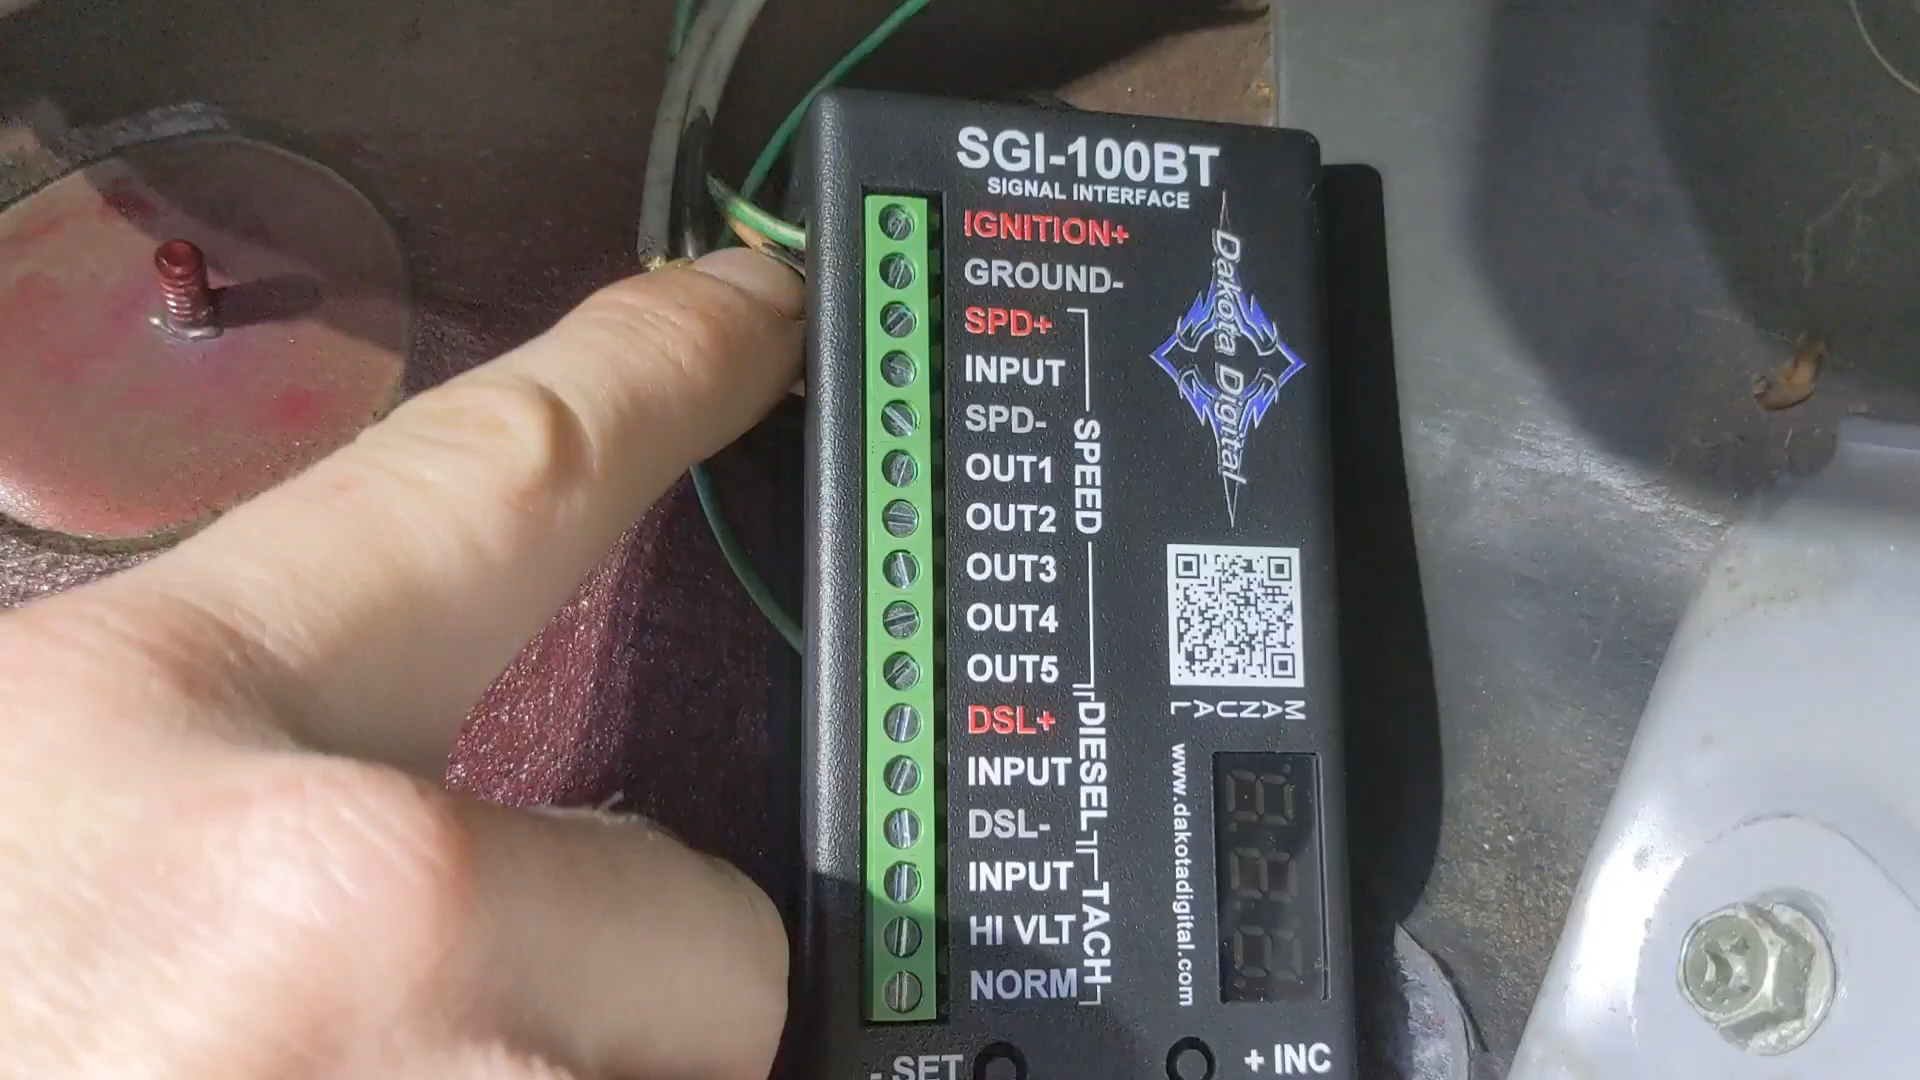 SGI-100BT
SIGNAL INTERFACE
IGNITION+
GROUND-
SPD+
INPUT
SPD-
OUT1
OUT2
OUT3
OUT4
OUT5
DSL+
INPUT
DSL-
INPUT
HI VLT
NORM
SPEED
DIESEL
TACH
Dakota Digital
MANUAL
www.dakotadigital.com
- SET
+ INC